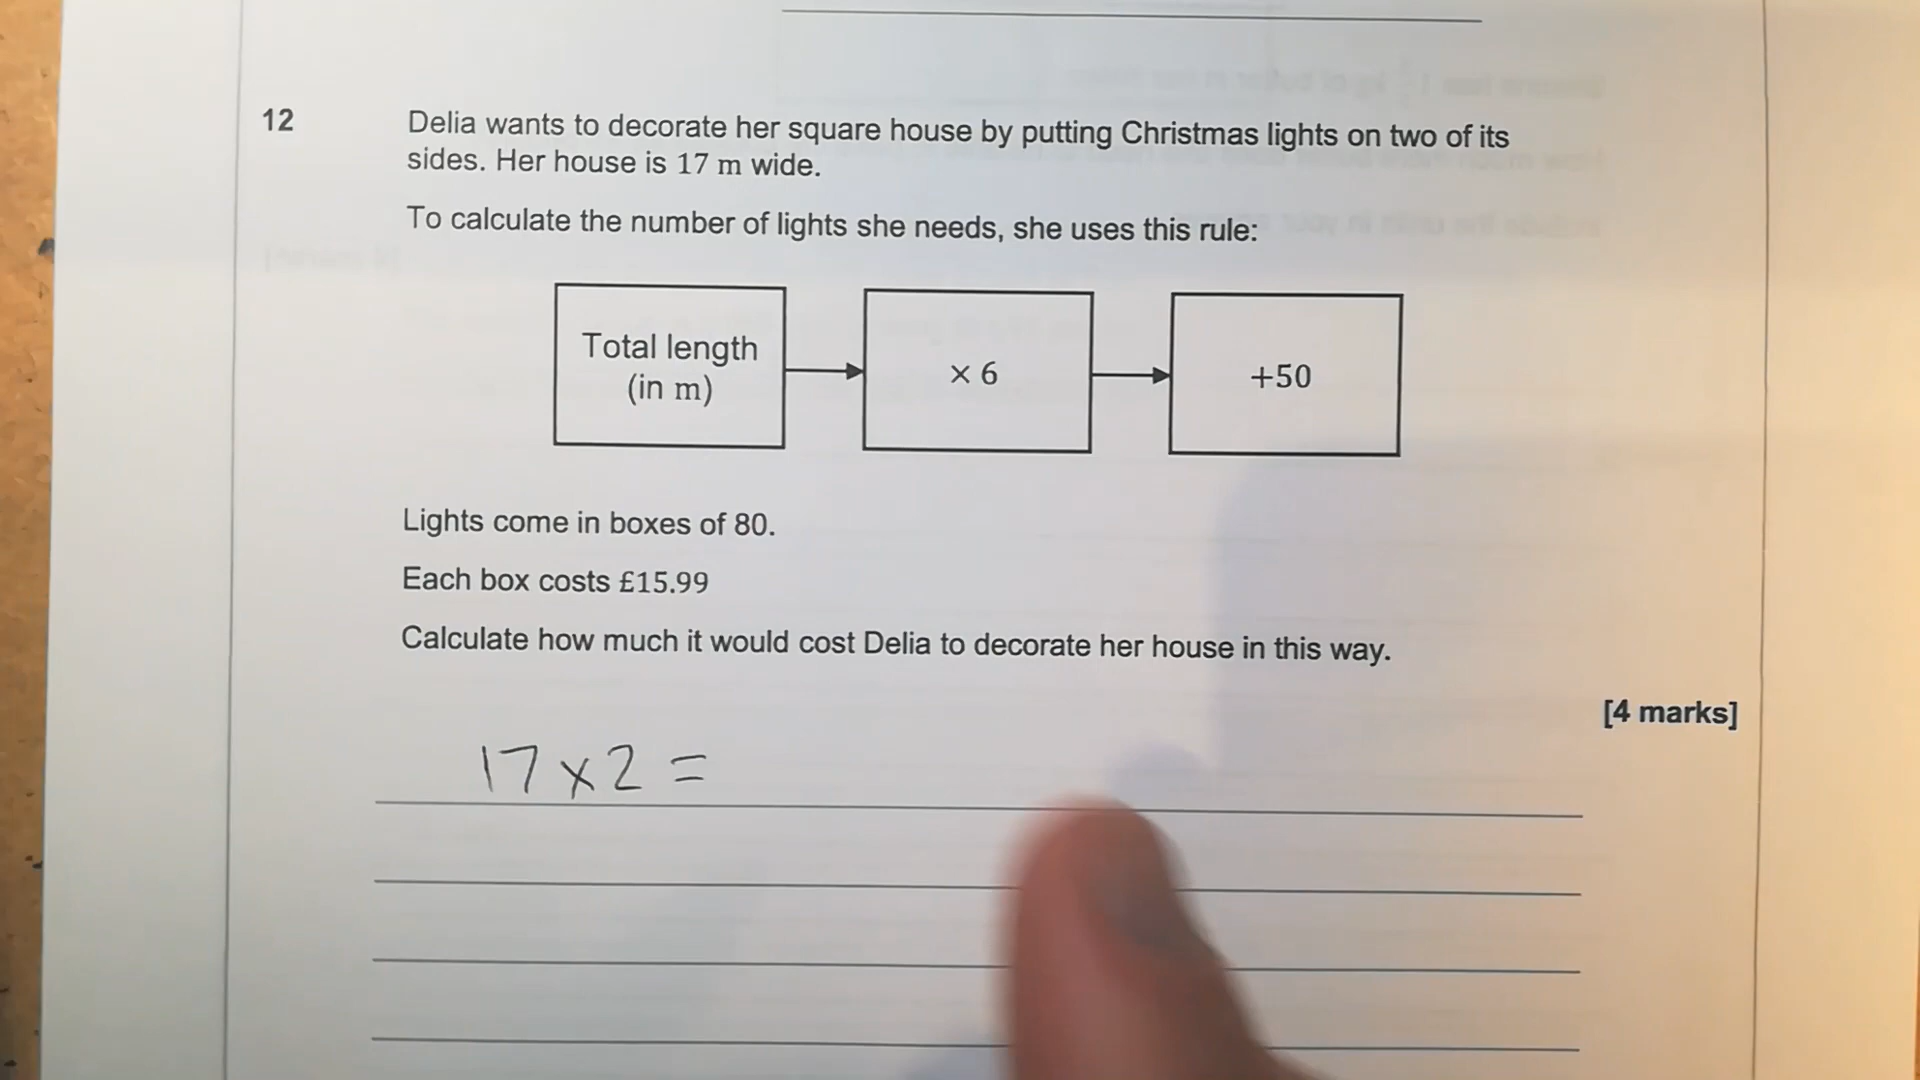 12
Delia wants to decorate her square house by putting Christmas lights on two of its
sides. Her house is 17 m wide.
To calculate the number of lights she needs, she uses this rule:
Total length
(in m)
× 6
+50
Lights come in boxes of 80.
Each box costs £15.99
Calculate how much it would cost Delia to decorate her house in this way.
[4 marks]
17 × 2 =